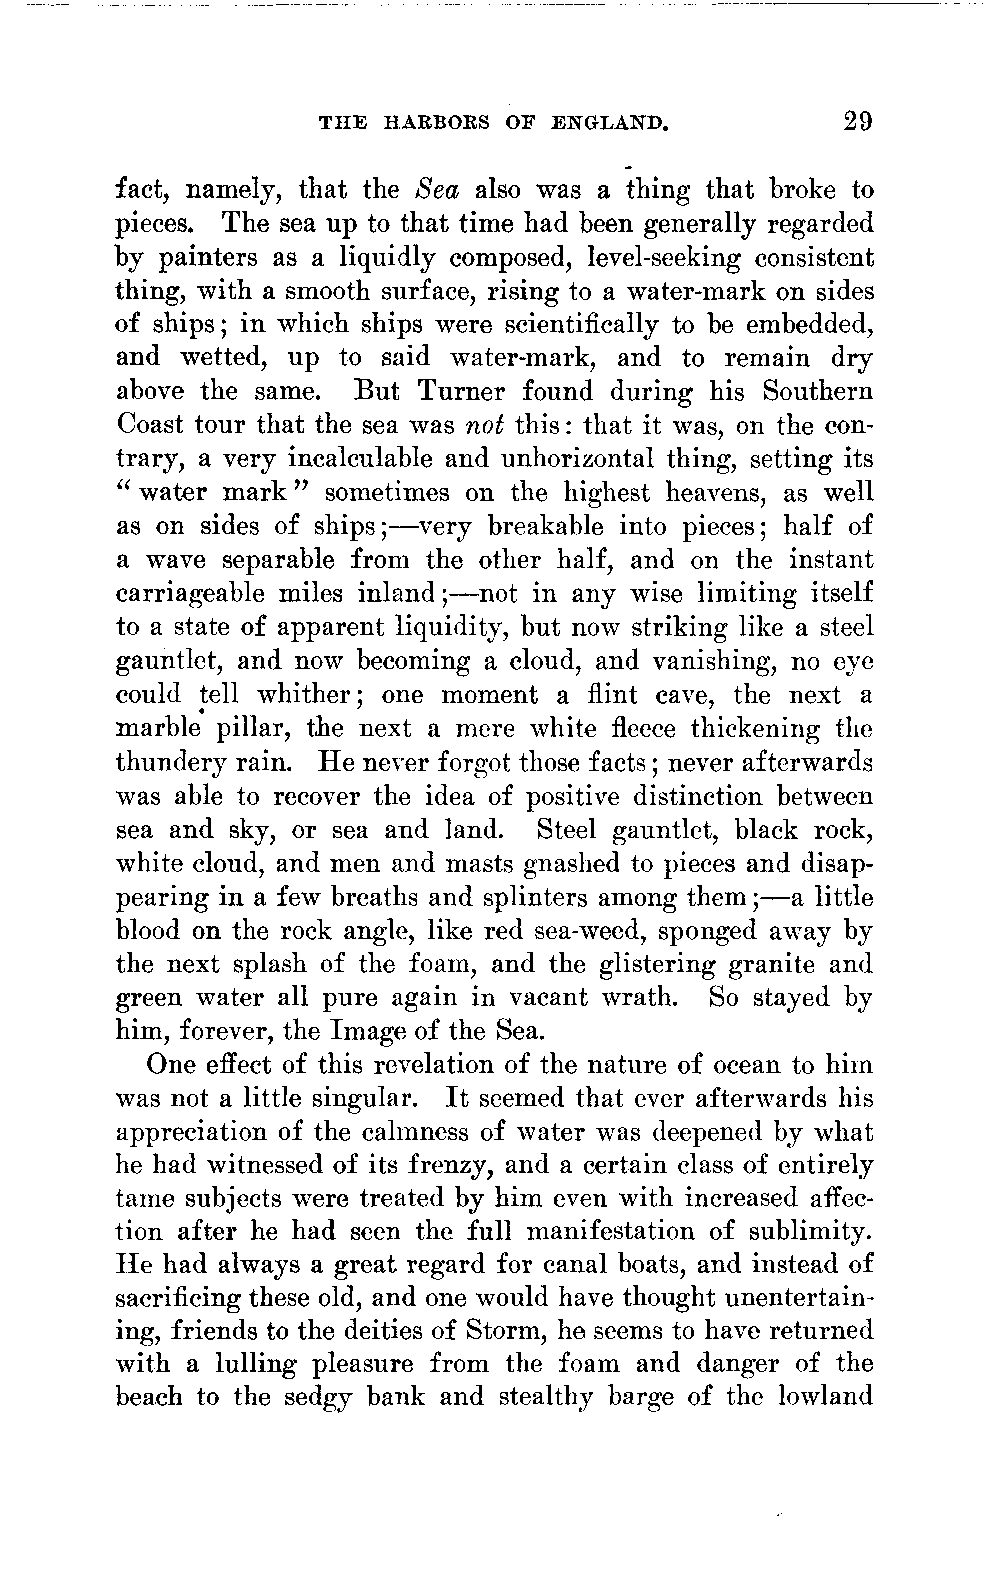 THE HARBORS OF ENGLAND. 29
fact, namely, that the Sea also was a thing that broke to
pieces. The sea up to that time had been generally regarded
by painters as a liquidly composed, level-seeking consistent
thing, with a smooth surface, rising to a water-mark on sides
of ships; in which ships were scientifically to be embedded,
and wetted, up to said water-mark, and to remain dry
above the same. But Turner found during his Southern
Coast tour that the sea was not this: that it was, on the con-
trary, a very incalculable and unhorizontal thing, setting its
“water mark” sometimes on the highest heavens, as well
as on sides of ships;—very breakable into pieces; half of
a wave separable from the other half, and on the instant
carriageable miles inland;—not in any wise limiting itself
to a state of apparent liquidity, but now striking like a steel
gauntlet, and now becoming a cloud, and vanishing, no eye
could tell whither; one moment a flint cave, the next a
marble pillar, the next a mere white fleece thickening the
thundery rain. He never forgot those facts; never afterwards
was able to recover the idea of positive distinction between
sea and sky, or sea and land. Steel gauntlet, black rock,
white cloud, and men and masts gnashed to pieces and disap-
pearing in a few breaths and splinters among them;—a little
blood on the rock angle, like red sea-weed, sponged away by
the next splash of the foam, and the glistering granite and
green water all pure again in vacant wrath. So stayed by
him, forever, the Image of the Sea.
One effect of this revelation of the nature of ocean to him
was not a little singular. It seemed that ever afterwards his
appreciation of the calmness of water was deepened by what
he had witnessed of its frenzy, and a certain class of entirely
tame subjects were treated by him even with increased affec-
tion after he had seen the full manifestation of sublimity.
He had always a great regard for canal boats, and instead of
sacrificing these old, and one would have thought unentertain-
ing, friends to the deities of Storm, he seems to have returned
with a lulling pleasure from the foam and danger of the
beach to the sedgy bank and stealthy barge of the lowland